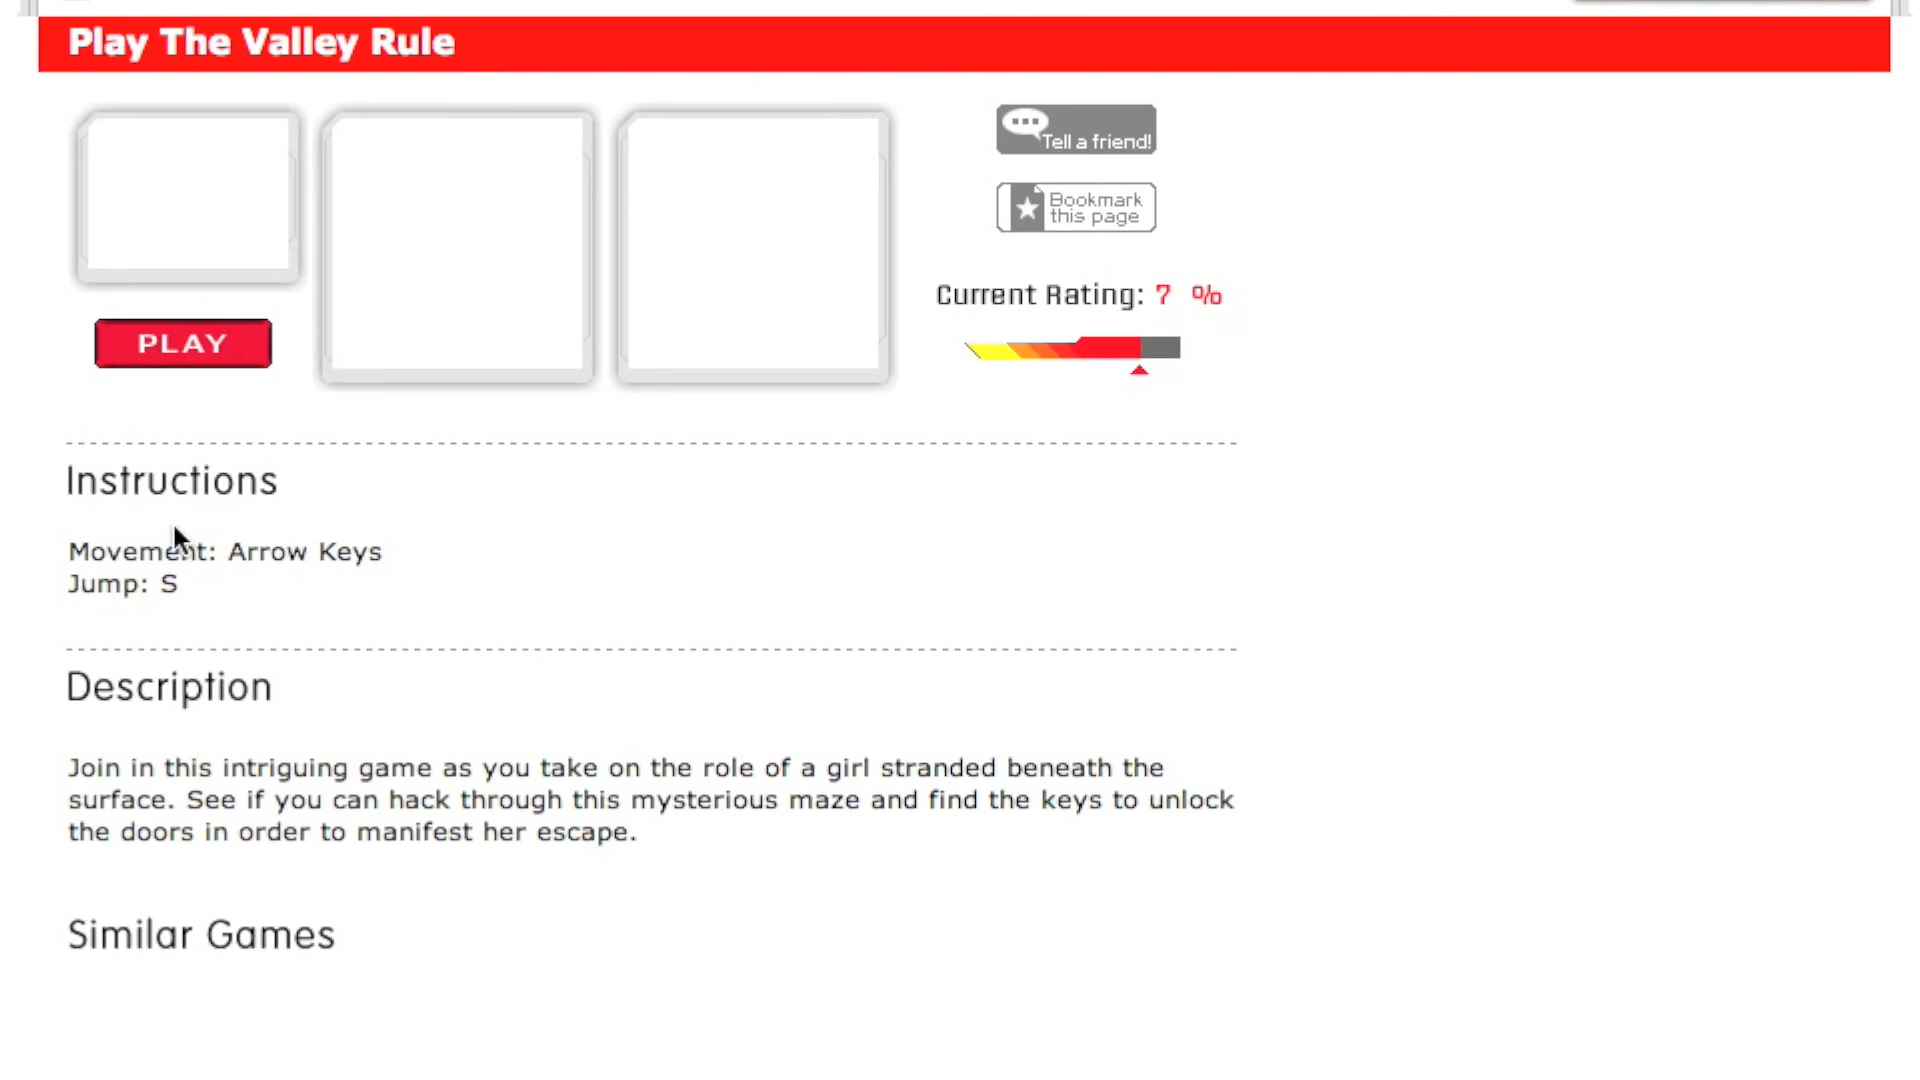 Play The Valley Rule
Tell a friend!
Bookmark
this page
Current Rating: 7 %
PLAY
Instructions
Movement: Arrow Keys
Jump: S
Description
Join in this intriguing game as you take on the role of a girl stranded beneath the
surface. See if you can hack through this mysterious maze and find the keys to unlock
the doors in order to manifest her escape.
Similar Games